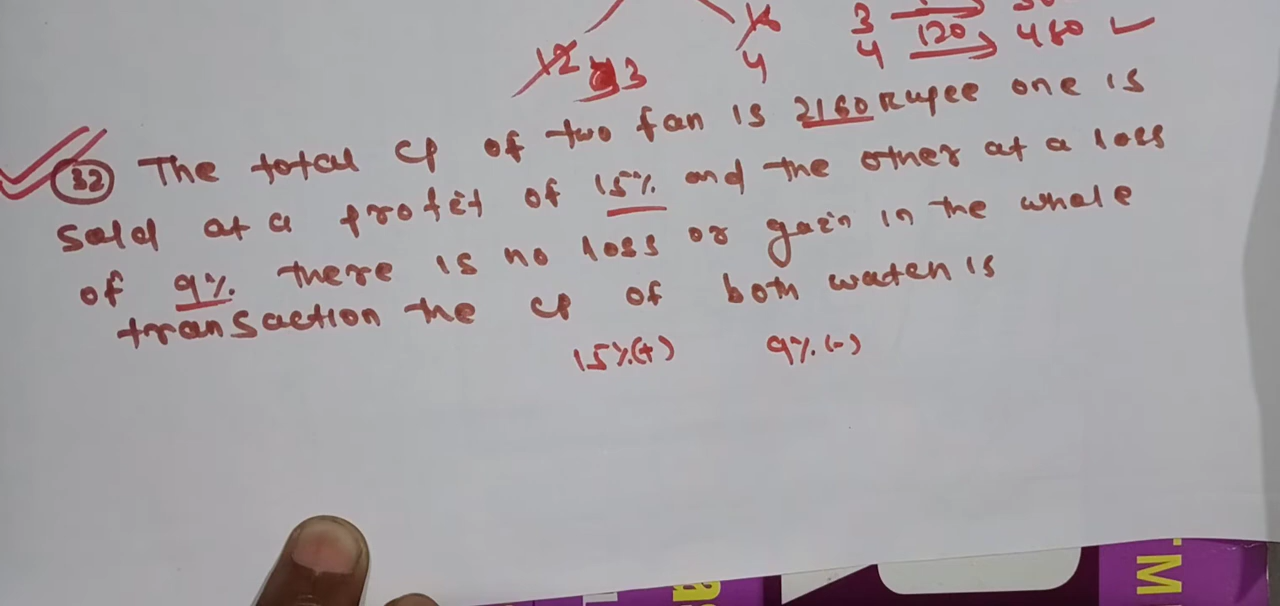 3 → 
12 3 4 4 120 → 480 ✓
32 The total CP of two fan is 2160 Rupee one is
sold at a profit of 15% and the other at a loss
of 9% there is no loss or gain in the whole
transaction the CP of both watch is
15%(+) 9%(-)
"M